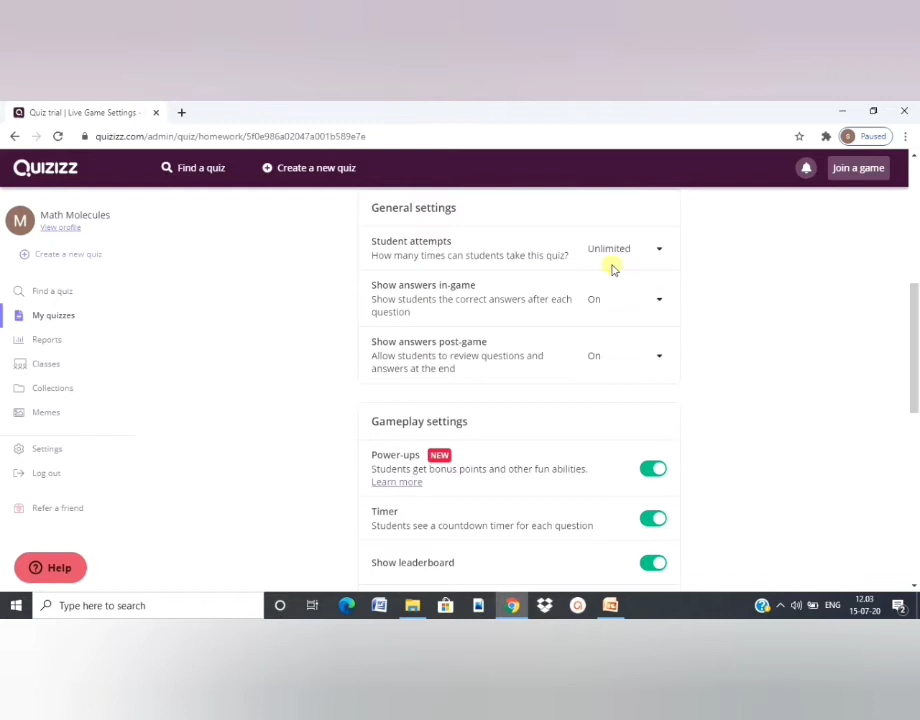 Quiz trial | Live Game Settings -
quizizz.com/admin/quiz/homework/5f0e986a02047a001b589e7e
S
Paused
QUIZIZZ
Find a quiz
Create a new quiz
Join a game
M
Math Molecules
View profile
Create a new quiz
Find a quiz
My quizzes
Reports
Classes
Collections
Memes
Settings
Log out
Refer a friend
Help
General settings
Student attempts
How many times can students take this quiz?
Unlimited
Show answers in-game
Show students the correct answers after each
question
On
Show answers post-game
Allow students to review questions and
answers at the end
On
Gameplay settings
Power-ups NEW
Students get bonus points and other fun abilities.
Learn more
Timer
Students see a countdown timer for each question
Show leaderboard
Type here to search
ENG
12.03
15-07-20
2